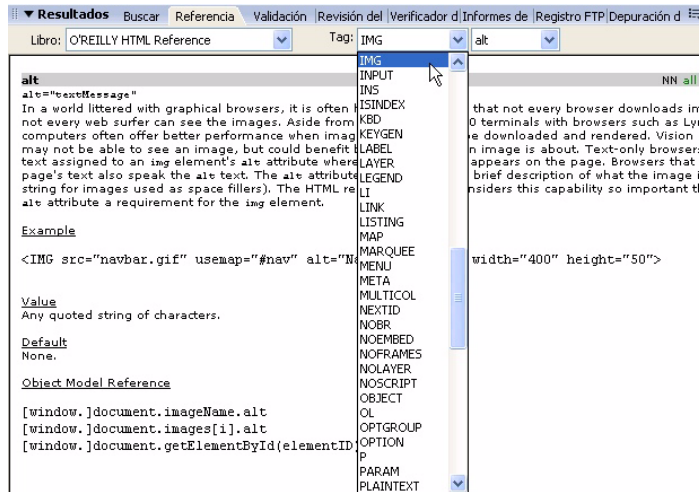 ▼ Resultados Buscar Referencia Validación Revisión del Verificador d Informes de Registro FTP Depuración d
Libro: O'REILLY HTML Reference Tag: IMG alt
alt NN all
alt="textMessage"
In a world littered with graphical browsers, it is often that not every browser downloads im
not every web surfer can see the images. Aside from 0 terminals with browsers such as Lyn
computers often offer better performance when imag be downloaded and rendered. Vision
may not be able to see an image, but could benefit n image is about. Text-only browsers
text assigned to an img element's alt attribute where appears on the page. Browsers that
page's text also speak the alt text. The alt attribute brief description of what the image i
string for images used as space fillers). The HTML re nsiders this capability so important th
alt attribute a requirement for the img element.
Example
<IMG src="navbar.gif" usemap="#nav" alt="Na width="400" height="50">
Value
Any quoted string of characters.
Default
None.
Object Model Reference
[window.]document.imageName.alt
[window.]document.images[i].alt
[window.]document.getElementById(elementID)
IMG
INPUT
INS
ISINDEX
KBD
KEYGEN
LABEL
LAYER
LEGEND
LI
LINK
LISTING
MAP
MARQUEE
MENU
META
MULTICOL
NEXTID
NOBR
NOEMBED
NOFRAMES
NOLAYER
NOSCRIPT
OBJECT
OL
OPTGROUP
OPTION
P
PARAM
PLAINTEXT